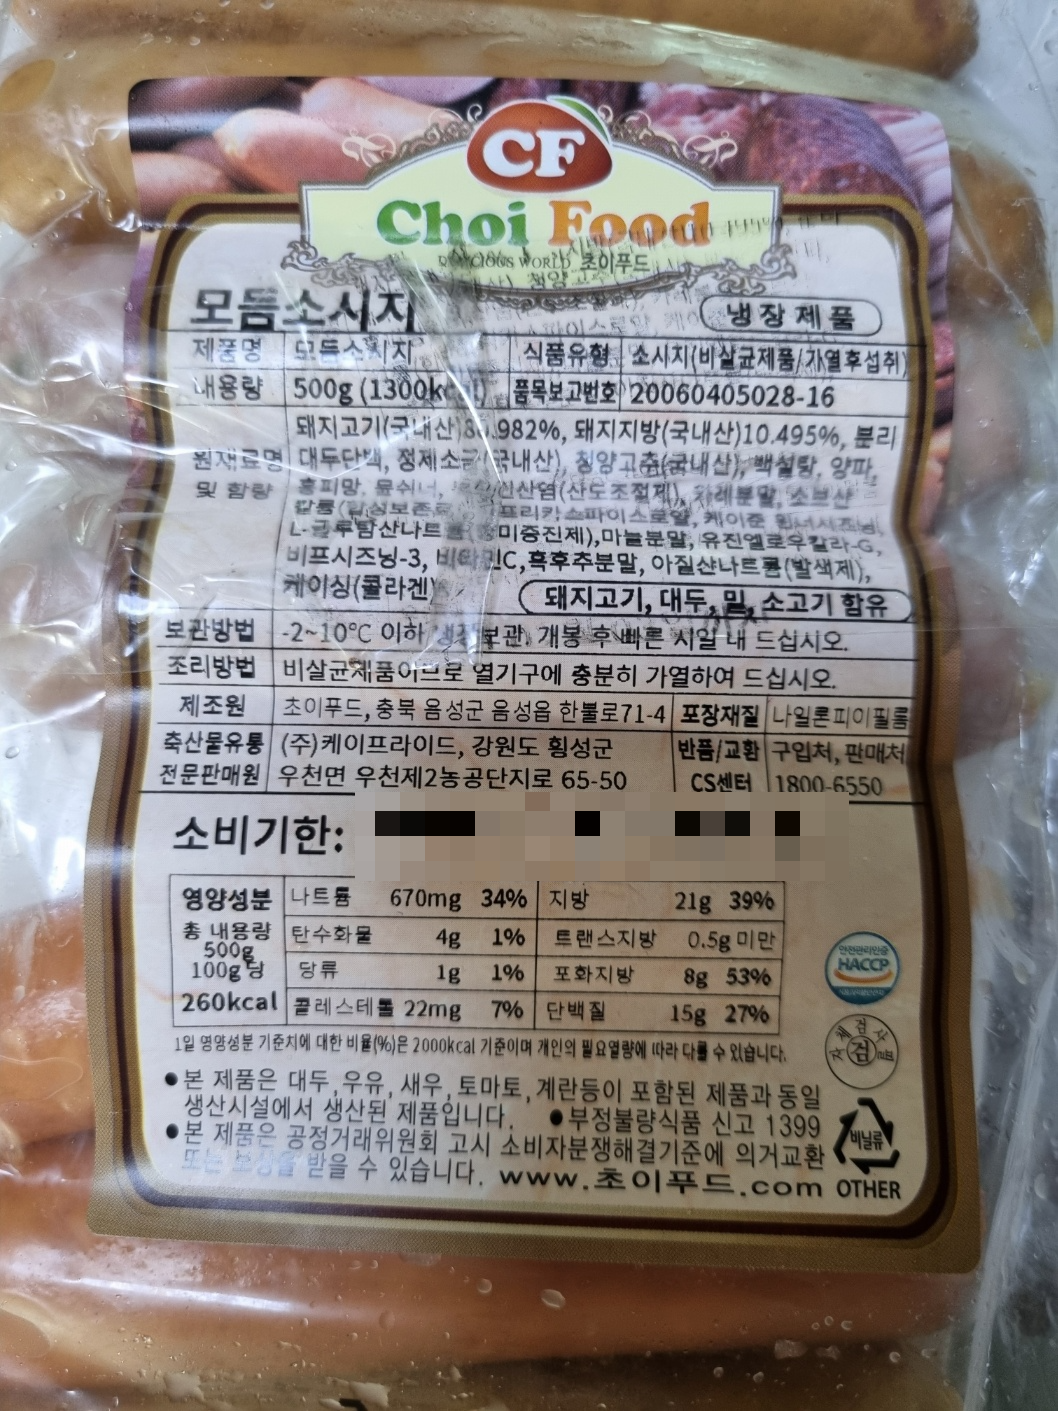 CF
Choi Food
DELICIOUS WORLD 초이푸드
모듬소시지
냉장제품
제품명 모듬소시지 식품유형 소시지(비살균제품/가열후섭취)
내용량 500g (1300kcal) 품목보고번호 20060405028-16
돼지고기(국내산)80.982%, 돼지지방(국내산)10.495%, 분리
원재료명 대두단백, 정제소금(국내산), 청양고추(국내산), 백설탕, 양파,
및 함량 홍피망,
케이준
L-글루탐산나트륨(향미증진제),마늘분말, 유진엘로우칼라-G,
비프시즈닝-3, 비타민C,흑후추분말, 아질산나트륨(발색제),
케이싱(콜라겐)
돼지고기, 대두, 밀, 소고기 함유
보관방법 -2~10℃ 이하 냉장보관, 개봉 후 빠른 시일 내 드십시오.
조리방법 비살균제품이므로 열기구에 충분히 가열하여 드십시오.
제조원 초이푸드, 충북 음성군 음성읍 한불로71-4 포장재질 나일론피이필름
축산물유통 (주)케이프라이드, 강원도 횡성군 반품/교환 구입처, 판매처
전문판매원 우천면 우천제2농공단지로 65-50 CS센터 1800-6550
소비기한:
영양성분 나트륨 670mg 34% 지방 21g 39%
총 내용량 500g 탄수화물 4g 1% 트랜스지방 0.5g 미만
100g 당 당류 1g 1% 포화지방 8g 53%
260kcal 콜레스테롤 22mg 7% 단백질 15g 27%
1일 영양성분 기준치에 대한 비율(%)은 2000kcal 기준이며 개인의 필요열량에 따라 다를 수 있습니다.
안전관리인증
HACCP
자체검사필
검
●본 제품은 대두,우유, 새우,토마토,계란등이 포함된 제품과 동일
생산시설에서 생산된 제품입니다. ●부정불량식품 신고 1399
●본 제품은 공정거래위원회 고시 소비자분쟁해결기준에 의거교환
또는 보상을 받을 수 있습니다. www.초이푸드.com
비닐류
OTHER